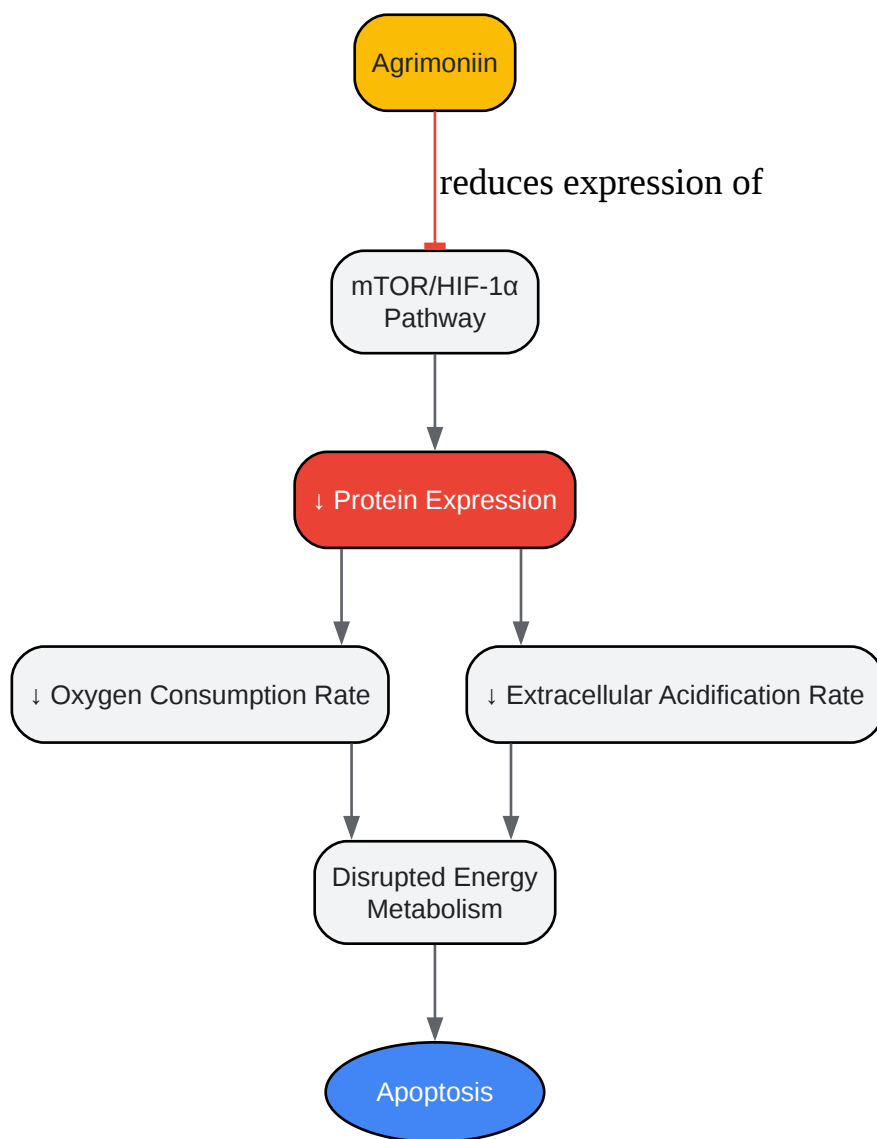 Agrimoniin
reduces expression of
mTOR/HIF-1α
Pathway
↓ Protein Expression
↓ Oxygen Consumption Rate
↓ Extracellular Acidification Rate
Disrupted Energy
Metabolism
Apoptosis